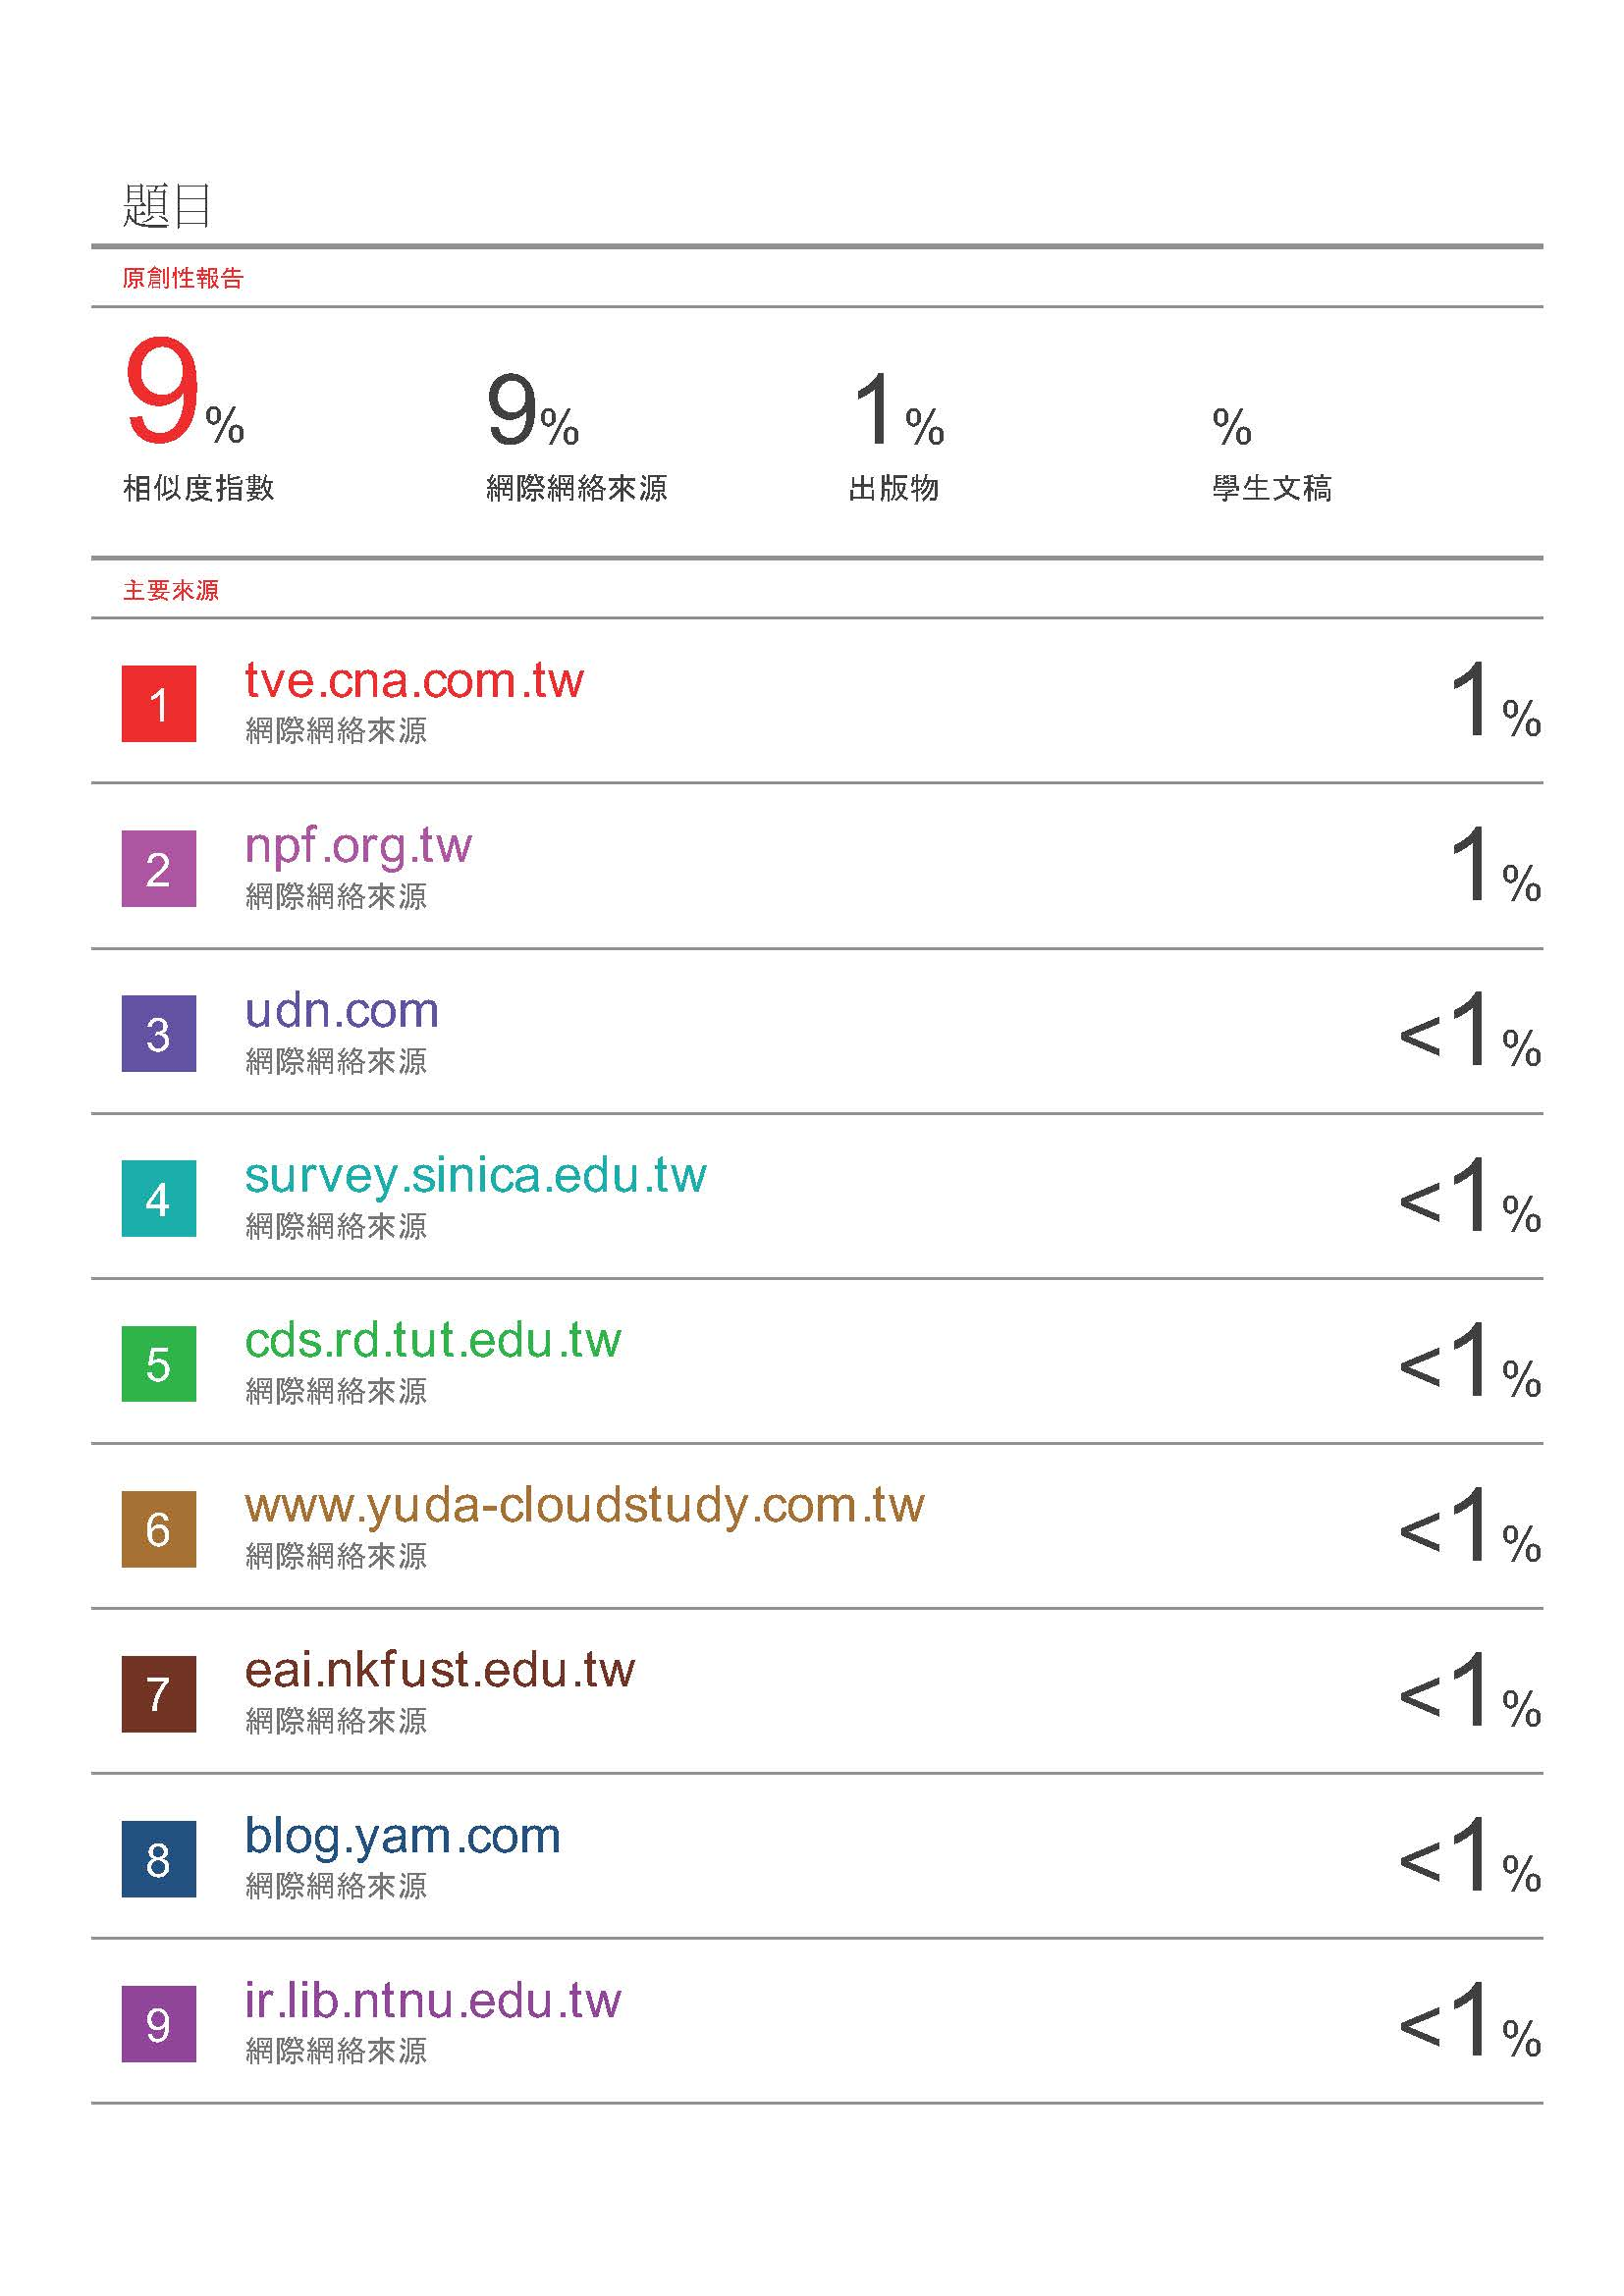 題目
原創性報告
9% 9% 1% %
相似度指數 網際網絡來源 出版物 學生文稿
主要來源
1 tve.cna.com.tw 1%
網際網絡來源
2 npf.org.tw 1%
網際網絡來源
3 udn.com <1%
網際網絡來源
4 survey.sinica.edu.tw <1%
網際網絡來源
5 cds.rd.tut.edu.tw <1%
網際網絡來源
6 www.yuda-cloudstudy.com.tw <1%
網際網絡來源
7 eai.nkfust.edu.tw <1%
網際網絡來源
8 blog.yam.com <1%
網際網絡來源
9 ir.lib.ntnu.edu.tw <1%
網際網絡來源